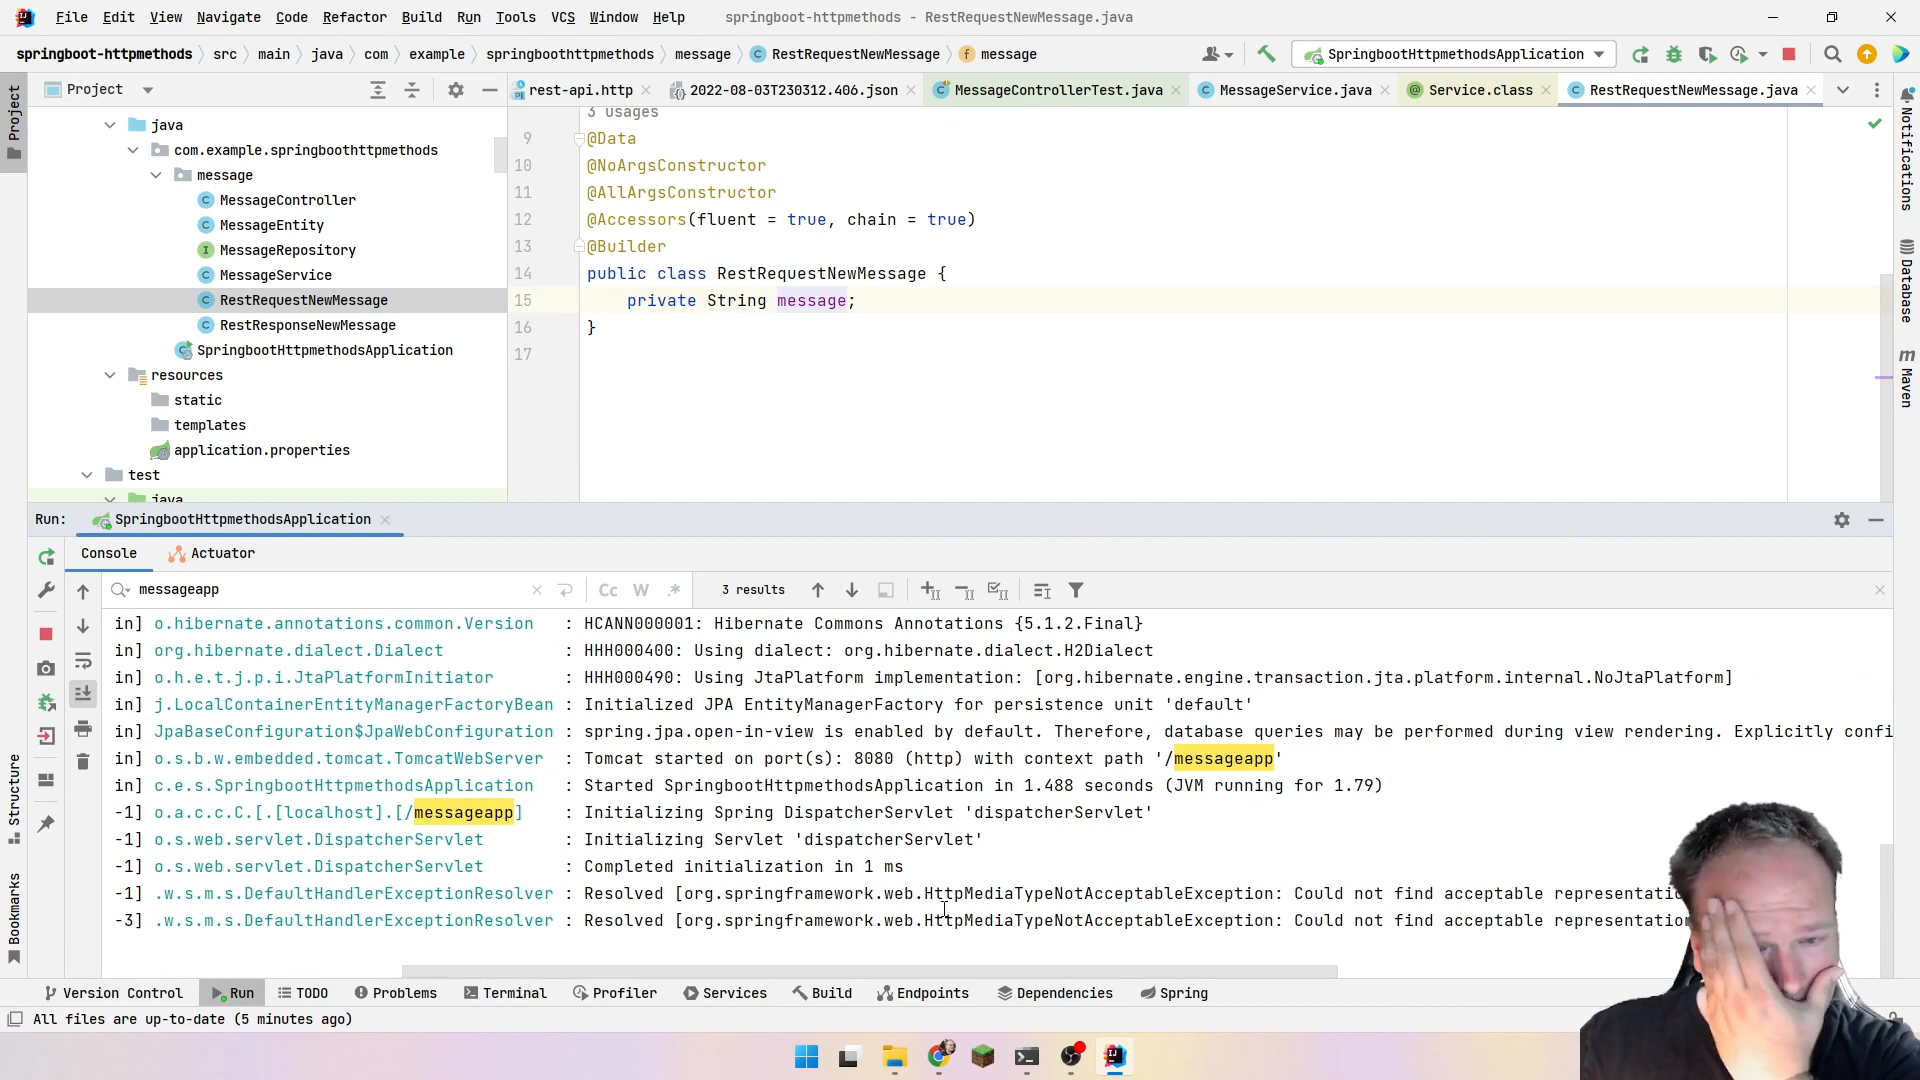 File Edit View Navigate Code Refactor Build Run Tools VCS Window Help springboot-httpmethods - RestRequestNewMessage.java
springboot-httpmethods src main java com example springboothttpmethods message RestRequestNewMessage message SpringbootHttpmethodsApplication
Project rest-api.http 2022-08-03T230312.406.json MessageControllerTest.java MessageService.java Service.class RestRequestNewMessage.java
Project
Notifications
Database
Maven
java
com.example.springboothttpmethods
message
MessageController
MessageEntity
MessageRepository
MessageService
RestRequestNewMessage
RestResponseNewMessage
SpringbootHttpmethodsApplication
resources
static
templates
application.properties
test
java
3 usages
9 @Data
10 @NoArgsConstructor
11 @AllArgsConstructor
12 @Accessors(fluent = true, chain = true)
13 @Builder
14 public class RestRequestNewMessage {
15 private String message;
16 }
17
Run: SpringbootHttpmethodsApplication
Console Actuator
messageapp Cc W .* 3 results
in] o.hibernate.annotations.common.Version : HCANN000001: Hibernate Commons Annotations {5.1.2.Final}
in] org.hibernate.dialect.Dialect : HHH000400: Using dialect: org.hibernate.dialect.H2Dialect
in] o.h.e.t.j.p.i.JtaPlatformInitiator : HHH000490: Using JtaPlatform implementation: [org.hibernate.engine.transaction.jta.platform.internal.NoJtaPlatform]
in] j.LocalContainerEntityManagerFactoryBean : Initialized JPA EntityManagerFactory for persistence unit 'default'
in] JpaBaseConfiguration$JpaWebConfiguration : spring.jpa.open-in-view is enabled by default. Therefore, database queries may be performed during view rendering. Explicitly confi
in] o.s.b.w.embedded.tomcat.TomcatWebServer : Tomcat started on port(s): 8080 (http) with context path '/messageapp'
in] c.e.s.SpringbootHttpmethodsApplication : Started SpringbootHttpmethodsApplication in 1.488 seconds (JVM running for 1.79)
-1] o.a.c.c.C.[.[localhost].[/messageapp] : Initializing Spring DispatcherServlet 'dispatcherServlet'
-1] o.s.web.servlet.DispatcherServlet : Initializing Servlet 'dispatcherServlet'
-1] o.s.web.servlet.DispatcherServlet : Completed initialization in 1 ms
-1] .w.s.m.s.DefaultHandlerExceptionResolver : Resolved [org.springframework.web.HttpMediaTypeNotAcceptableException: Could not find acceptable representatio
-3] .w.s.m.s.DefaultHandlerExceptionResolver : Resolved [org.springframework.web.HttpMediaTypeNotAcceptableException: Could not find acceptable representation
Structure
Bookmarks
Version Control Run TODO Problems Terminal Profiler Services Build Endpoints Dependencies Spring
All files are up-to-date (5 minutes ago)